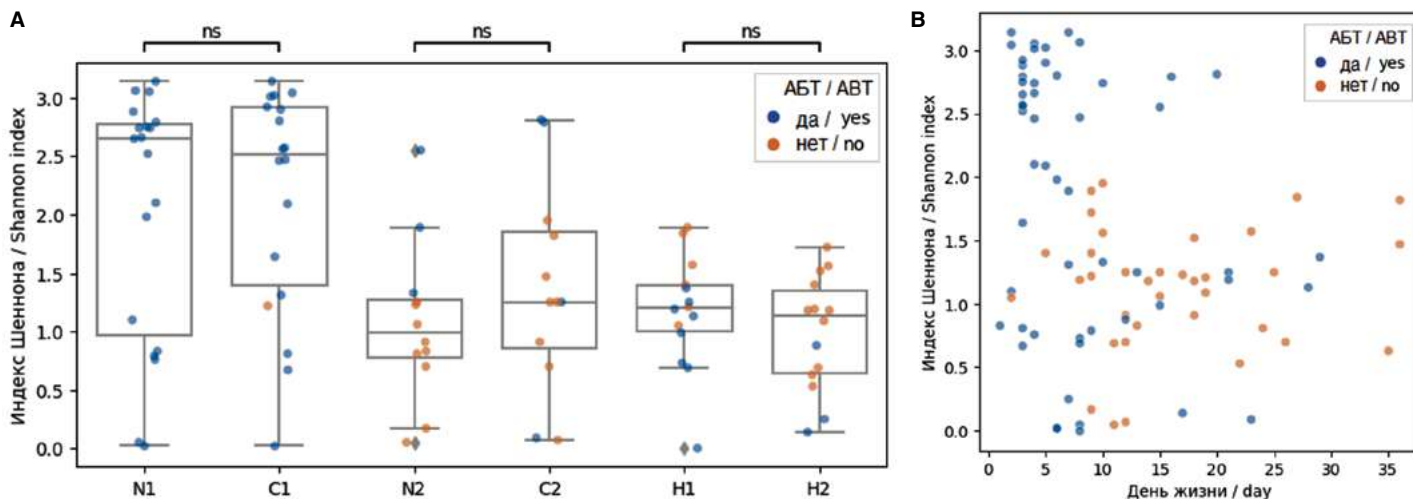 A
ns
ns
ns
Индекс Шеннона / Shannon index
3.0
2.5
2.0
1.5
1.0
0.5
0.0
АБТ / ABT
да / yes
нет / no
N1
C1
N2
C2
H1
H2
B
Индекс Шеннона / Shannon index
3.0
2.5
2.0
1.5
1.0
0.5
0.0
АБТ / ABT
да / yes
нет / no
0
5
10
15
20
25
30
35
День жизни / day